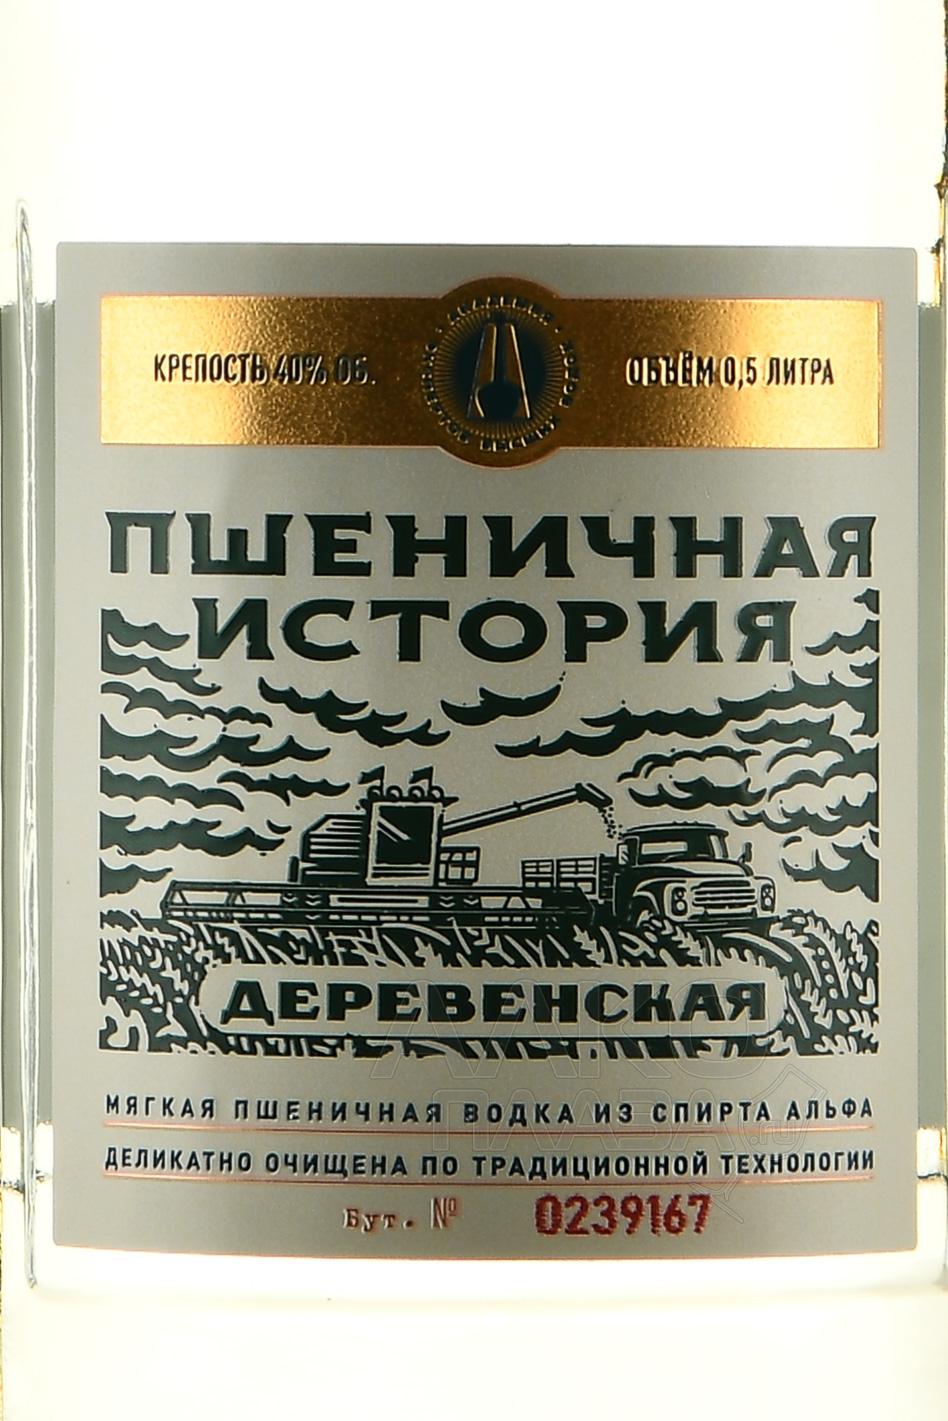 КРЕПОСТЬ 40% ОБ.
ОБЪЁМ 0,5 ЛИТРА
ПШЕНИЧНАЯ
ИСТОРИЯ
ДЕРЕВЕНСКАЯ
МЯГКАЯ ПШЕНИЧНАЯ ВОДКА ИЗ СПИРТА АЛЬФА
ДЕЛИКАТНО ОЧИЩЕНА ПО ТРАДИЦИОННОЙ ТЕХНОЛОГИИ
Бут. № 0239167